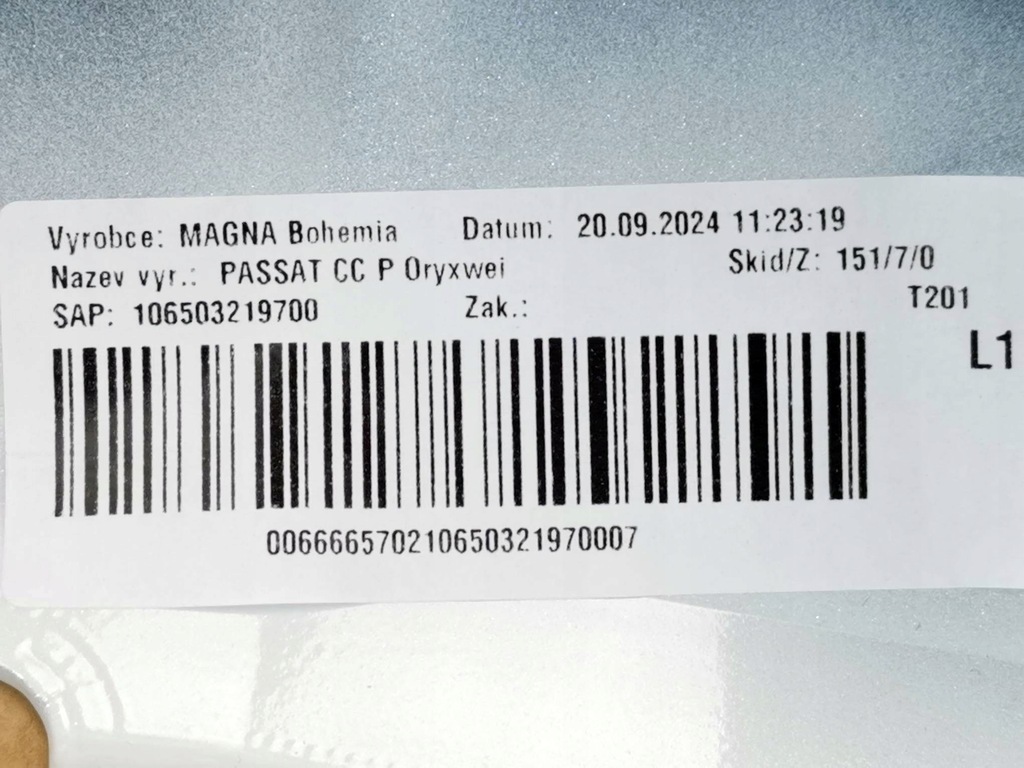 Vyrobce: MAGNA Bohemia Datum: 20.09.2024 11:23:19
Nazev vyr.: PASSAT CC P Oryxwei Skid/Z: 151/7/0
SAP: 106503219700 Zak.: T201
L1
006666570210650321970007